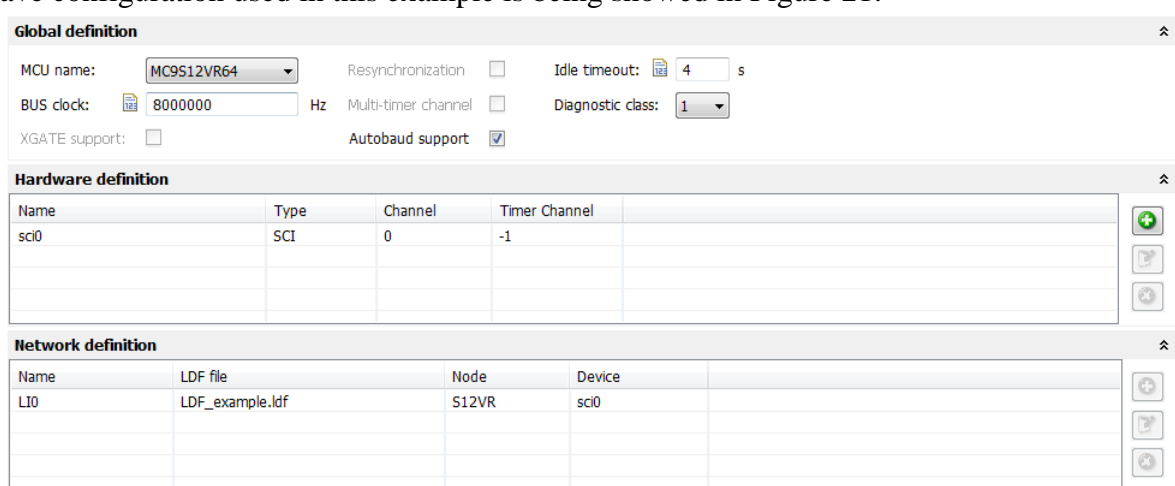 ave configuration used in this example is being showed in Figure 21.
Global definition
MCU name: MC9S12VR64 Resynchronization Idle timeout: 4 s
BUS clock: 8000000 Hz Multi-timer channel Diagnostic class: 1
XGATE support: Autobaud support
Hardware definition
Name Type Channel Timer Channel
sci0 SCI 0 -1
Network definition
Name LDF file Node Device
LI0 LDF_example.ldf S12VR sci0